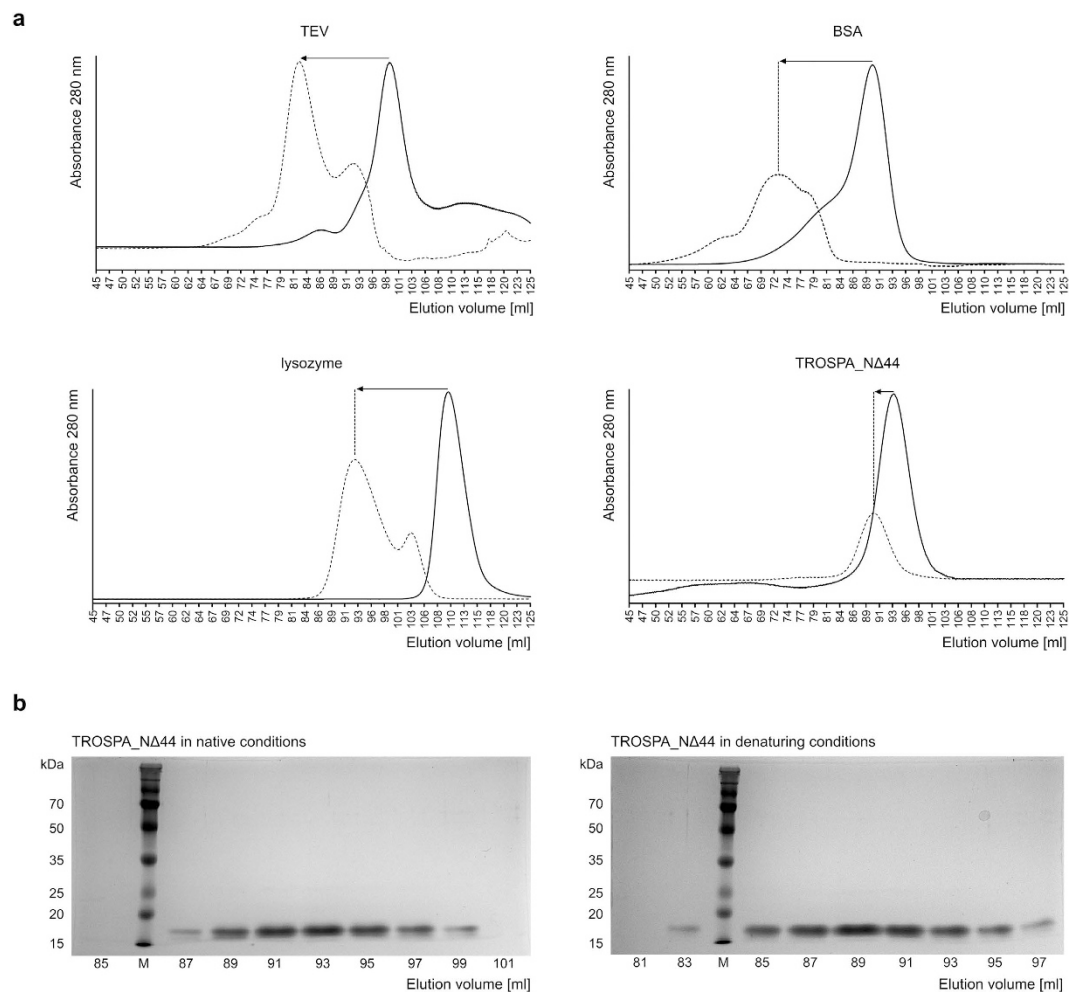 a
TEV
Absorbance 280 nm
45 47 50 52 55 57 60 62 64 67 69 72 74 77 79 81 84 86 89 91 93 96 98 101 103 106 108 110 113 115 118 120 123 125
Elution volume [ml]
BSA
Absorbance 280 nm
45 47 50 52 55 57 60 62 64 67 69 72 74 77 79 81 84 86 89 91 93 96 98 101 103 106 108 110 113 115 118 120 123 125
Elution volume [ml]
lysozyme
Absorbance 280 nm
45 47 50 52 55 57 60 62 64 67 69 72 74 77 79 81 84 86 89 91 93 96 98 101 103 106 108 110 113 115 118 120 123 125
Elution volume [ml]
TROSPA_NΔ44
Absorbance 280 nm
45 47 50 52 55 57 60 62 64 67 69 72 74 77 79 81 84 86 89 91 93 96 98 101 103 106 108 110 113 115 118 120 123 125
Elution volume [ml]
b
TROSPA_NΔ44 in native conditions
kDa
70
50
35
25
20
15
85 M 87 89 91 93 95 97 99 101
Elution volume [ml]
TROSPA_NΔ44 in denaturing conditions
kDa
70
50
35
25
20
15
81 83 M 85 87 89 91 93 95 97
Elution volume [ml]